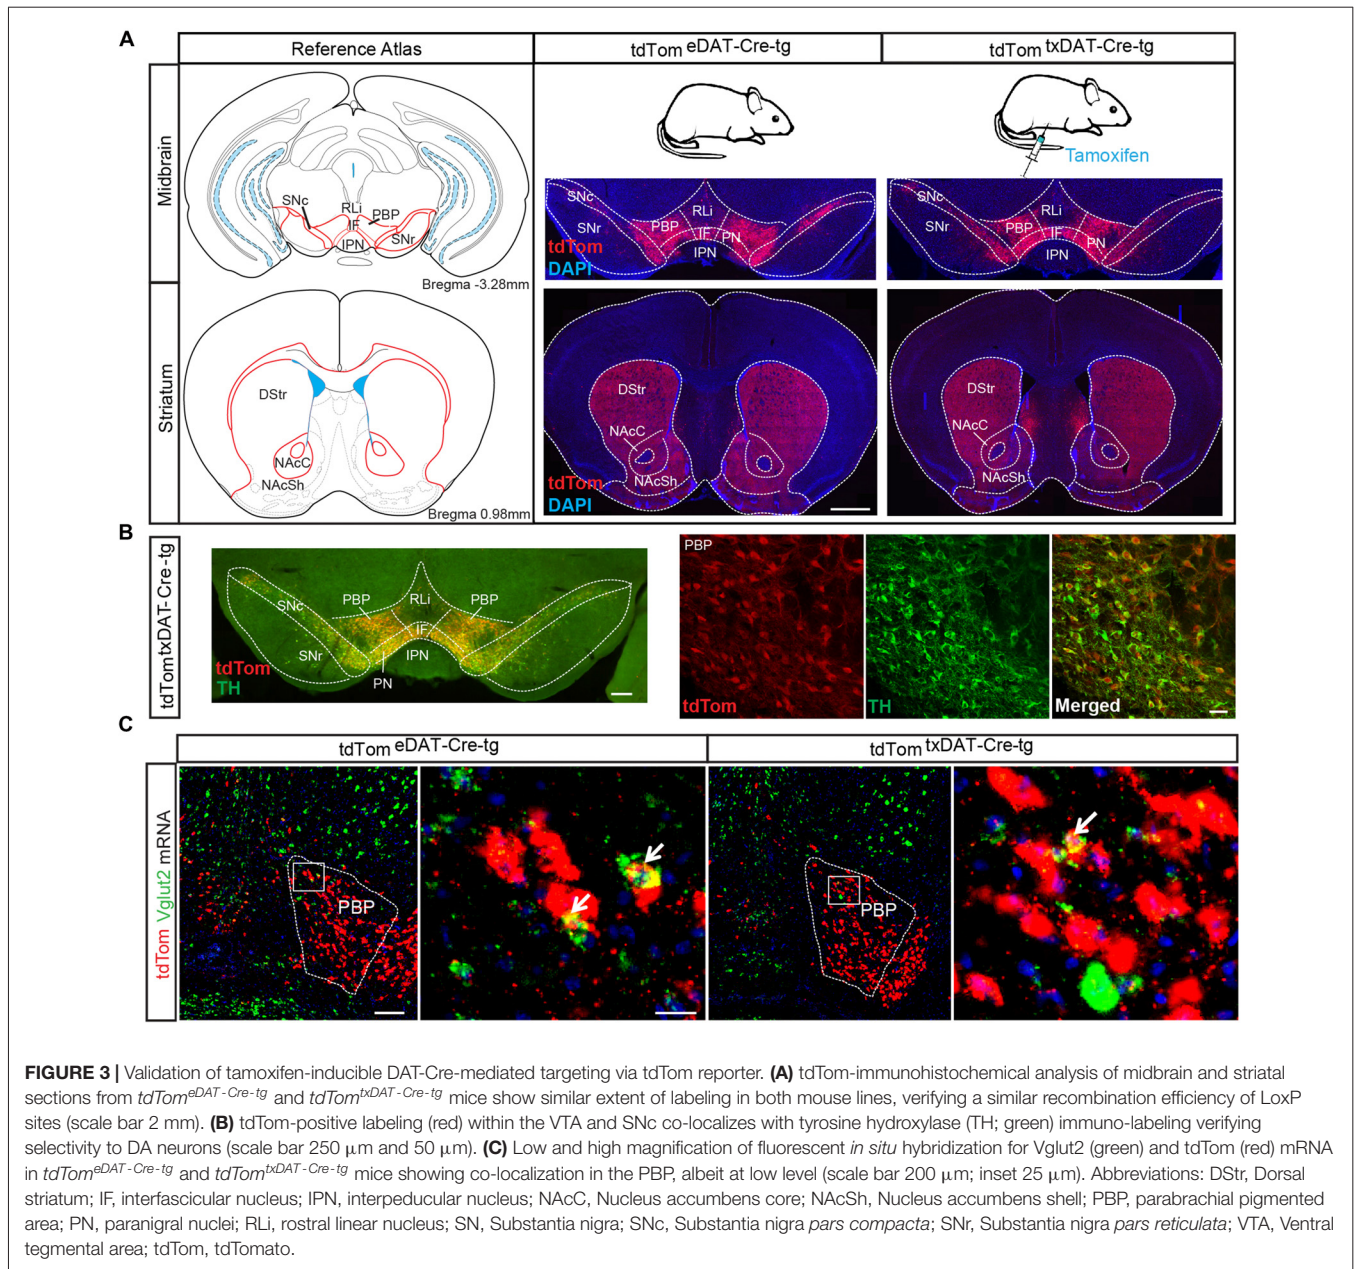 A
Reference Atlas
tdTom eDAT-Cre-tg
tdTom txDAT-Cre-tg
Midbrain
SNc
RLi
PBP
IF
IPN
SNr
Bregma -3.28mm
Tamoxifen
SNc
SNr
PBP
RLi
IF
PN
IPN
tdTom
DAPI
SNc
SNr
PBP
RLi
IF
PN
IPN
Striatum
DStr
NAcC
NAcSh
Bregma 0.98mm
DStr
NAcC
NAcSh
tdTom
DAPI
DStr
NAcC
NAcSh
B
tdTomtxDAT-Cre-tg
SNc
PBP
RLi
PBP
IF
SNr
IPN
PN
tdTom
TH
PBP
tdTom
TH
Merged
C
tdTom eDAT-Cre-tg
tdTom txDAT-Cre-tg
tdTom Vglut2 mRNA
PBP
PBP
FIGURE 3 | Validation of tamoxifen-inducible DAT-Cre-mediated targeting via tdTom reporter. (A) tdTom-immunohistochemical analysis of midbrain and striatal
sections from tdTomeDAT-Cre-tg and tdTomtxDAT-Cre-tg mice show similar extent of labeling in both mouse lines, verifying a similar recombination efficiency of LoxP
sites (scale bar 2 mm). (B) tdTom-positive labeling (red) within the VTA and SNc co-localizes with tyrosine hydroxylase (TH; green) immuno-labeling verifying
selectivity to DA neurons (scale bar 250 μm and 50 μm). (C) Low and high magnification of fluorescent in situ hybridization for Vglut2 (green) and tdTom (red) mRNA
in tdTomeDAT-Cre-tg and tdTomtxDAT-Cre-tg mice showing co-localization in the PBP, albeit at low level (scale bar 200 μm; inset 25 μm). Abbreviations: DStr, Dorsal
striatum; IF, interfascicular nucleus; IPN, interpeducular nucleus; NAcC, Nucleus accumbens core; NAcSh, Nucleus accumbens shell; PBP, parabrachial pigmented
area; PN, paranigral nuclei; RLi, rostral linear nucleus; SN, Substantia nigra; SNc, Substantia nigra pars compacta; SNr, Substantia nigra pars reticulata; VTA, Ventral
tegmental area; tdTom, tdTomato.